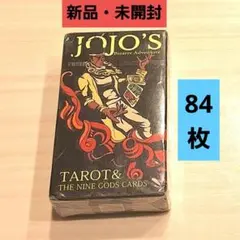 新品・未開封
JOJO'S
Bizarre Adventure
84
枚
TAROT&
THE NINE GODS CARDS